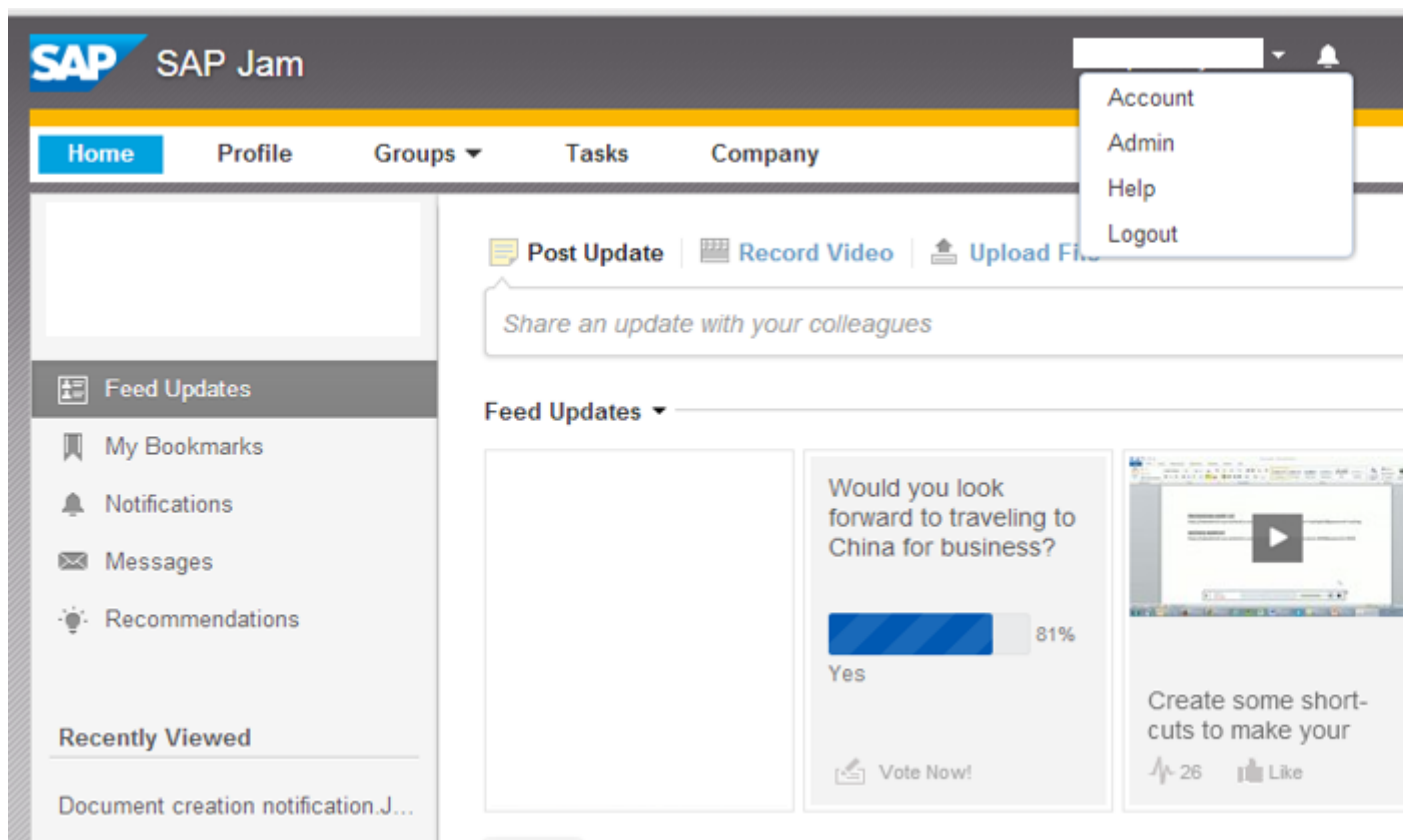 SAP SAP Jam
Account
Admin
Help
Logout
Home Profile Groups Tasks Company
Post Update Record Video Upload
Share an update with your colleagues
Feed Updates
My Bookmarks
Notifications
Messages
Recommendations
Recently Viewed
Document creation notification.J...
Feed Updates
Would you look
forward to traveling to
China for business?
81%
Yes
Vote Now!
Create some short-
cuts to make your
26 Like